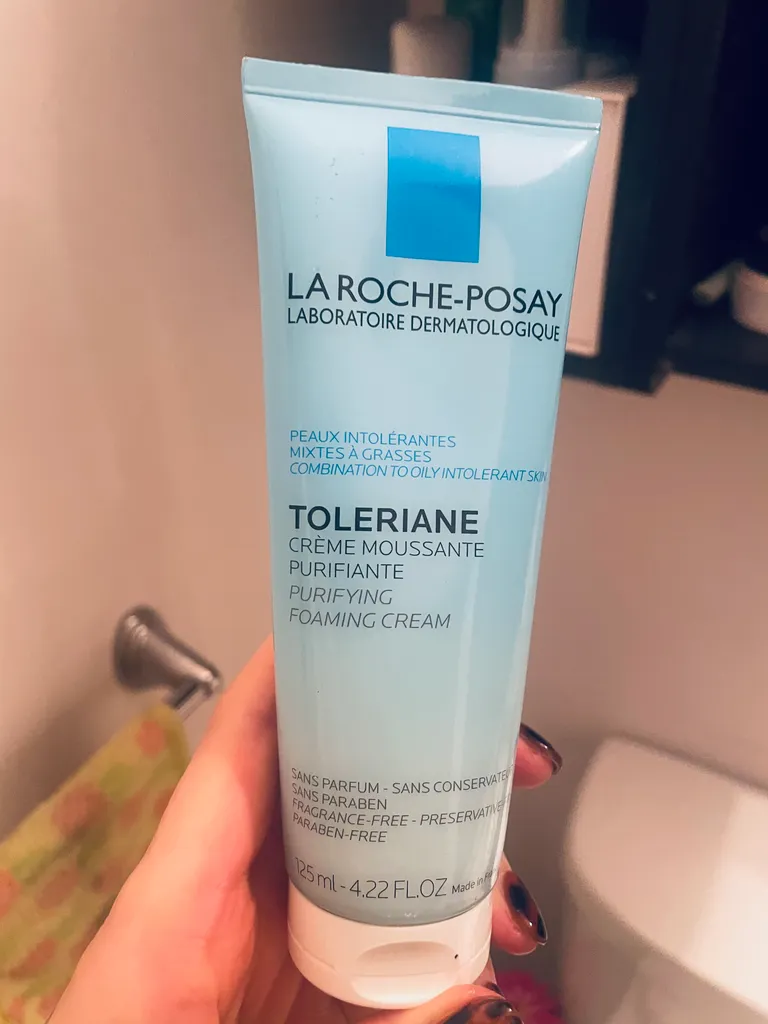 LA ROCHE-POSAY
LABORATOIRE DERMATOLOGIQUE
PEAUX INTOLÉRANTES
MIXTES À GRASSES
COMBINATION TO OILY INTOLERANT SKIN
TOLERIANE
CRÈME MOUSSANTE
PURIFIANTE
PURIFYING
FOAMING CREAM
SANS PARFUM - SANS
SANS PARABEN
FRAGRANCE-FREE -
PARABEN-FREE
125 ml - 4.22 FL.OZ Made in